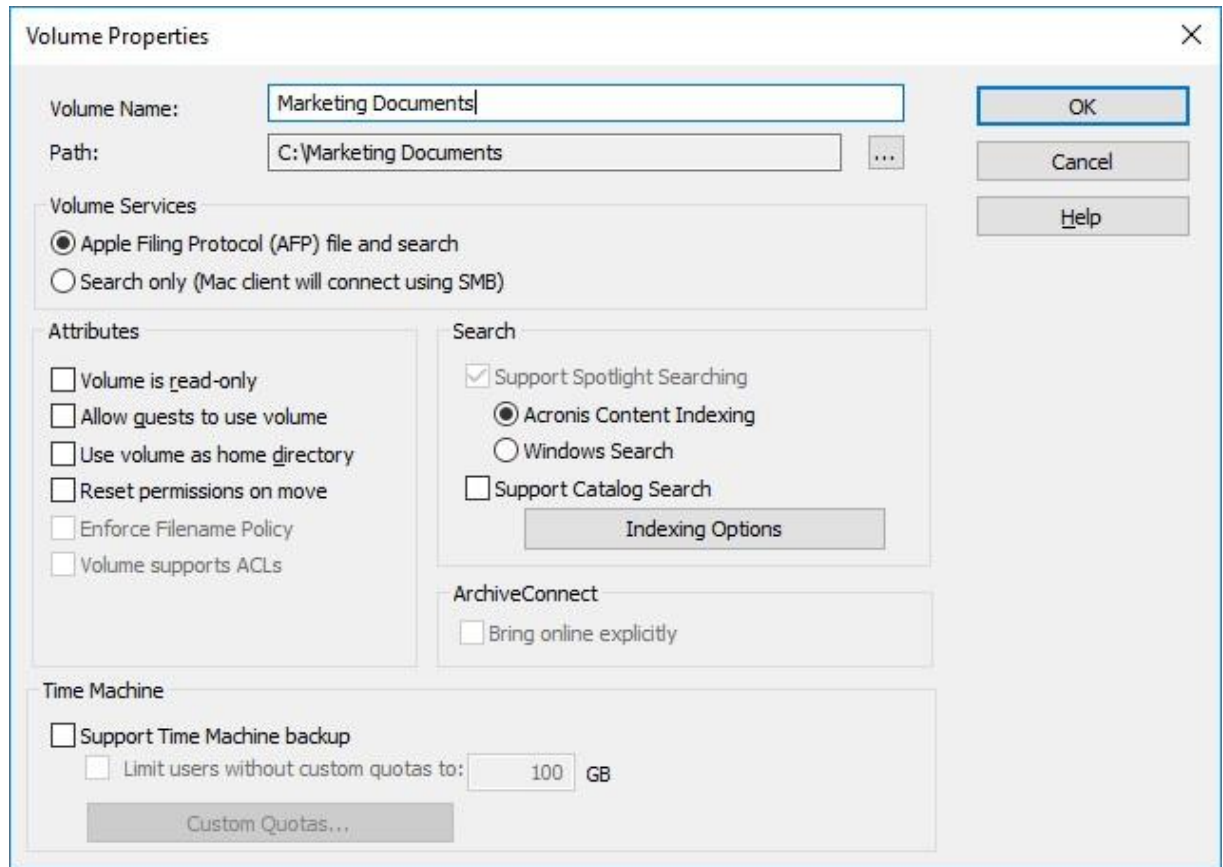 Volume Properties
Volume Name: Marketing Documents
OK
Path: C:\Marketing Documents ...
Cancel
Help
Volume Services
Apple Filing Protocol (AFP) file and search
Search only (Mac client will connect using SMB)
Attributes
Volume is read-only
Allow guests to use volume
Use volume as home directory
Reset permissions on move
Enforce Filename Policy
Volume supports ACLs
Search
Support Spotlight Searching
Acronis Content Indexing
Windows Search
Support Catalog Search
Indexing Options
ArchiveConnect
Bring online explicitly
Time Machine
Support Time Machine backup
Limit users without custom quotas to: 100 GB
Custom Quotas...